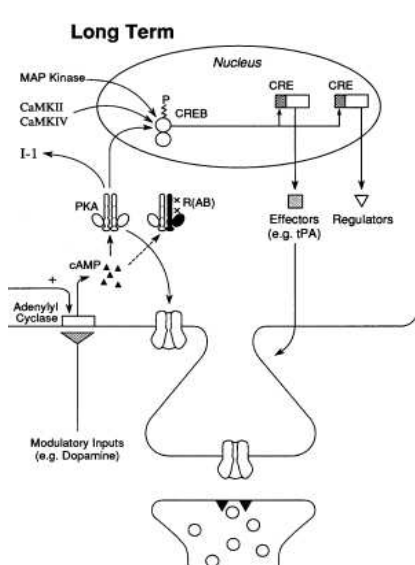 Long Term
Nucleus
MAP Kinase
CaMKII
CaMKIV
P
CREB
CRE
CRE
I-1
PKA
R(AB)
x
x
Effectors
(e.g. tPA)
Regulators
cAMP
+
Adenylyl
Cyclase
Modulatory Inputs
(e.g. Dopamine)